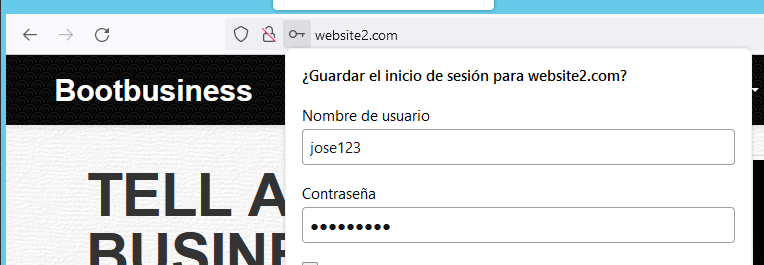 website2.com
Bootbusiness
¿Guardar el inicio de sesión para website2.com?
Nombre de usuario
jose123
Contraseña
●●●●●●●●●
TELL A
BUSINE